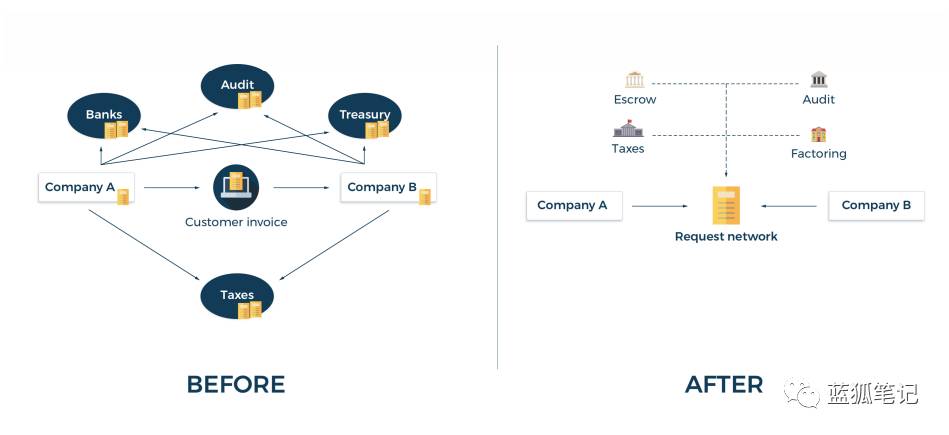 Audit
Banks
Treasury
Company A
Company B
Customer invoice
Taxes
BEFORE
Escrow
Audit
Taxes
Factoring
Company A
Company B
Request network
AFTER
蓝狐笔记